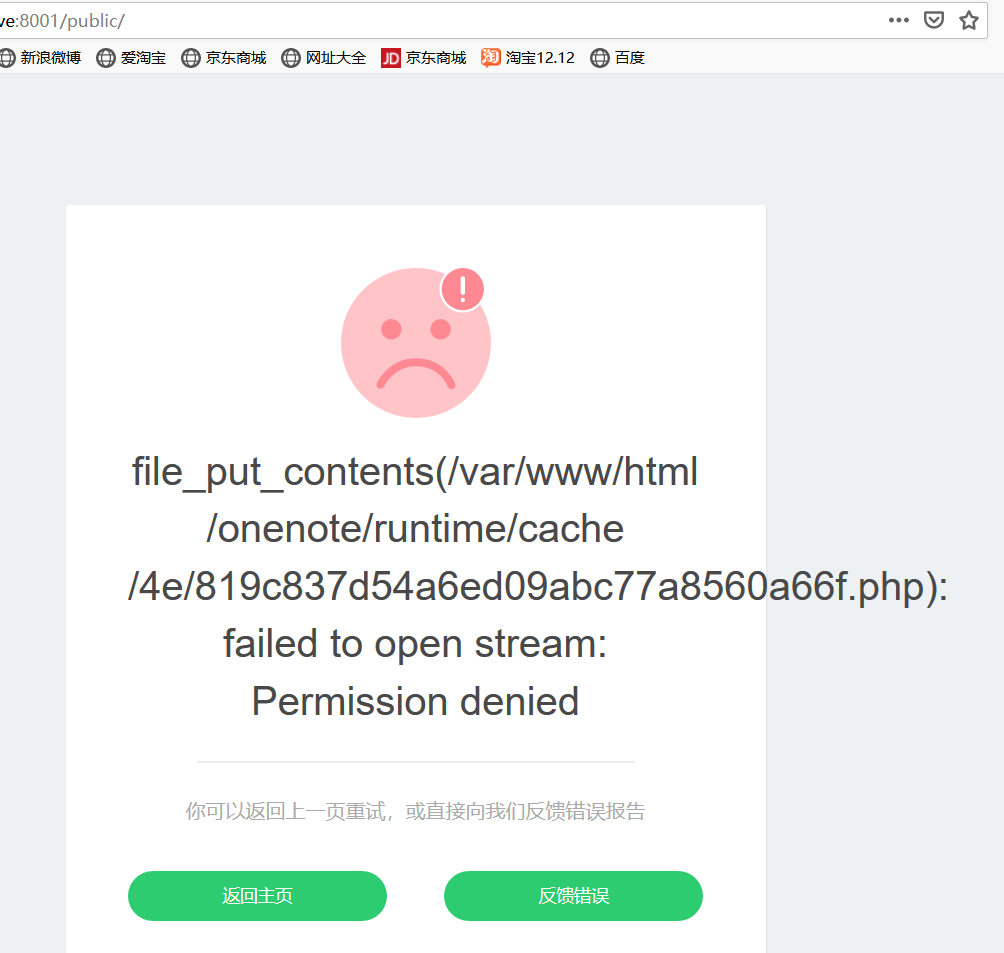 ve:8001/public/
新浪微博 爱淘宝 京东商城 网址大全 JD 京东商城 淘 淘宝12.12 百度
!
file_put_contents(/var/www/html
/onenote/runtime/cache
/4e/819c837d54a6ed09abc77a8560a66f.php):
failed to open stream:
Permission denied
你可以返回上一页重试，或直接向我们反馈错误报告
返回主页 反馈错误